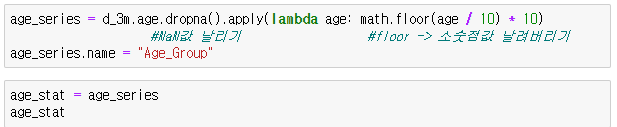 age_series = d_3m.age.dropna().apply(lambda age: math.floor(age / 10) * 10)
#NaN값 날리기 #floor -> 소숫점값 날려버리기
age_series.name = "Age_Group"
age_stat = age_series
age_stat